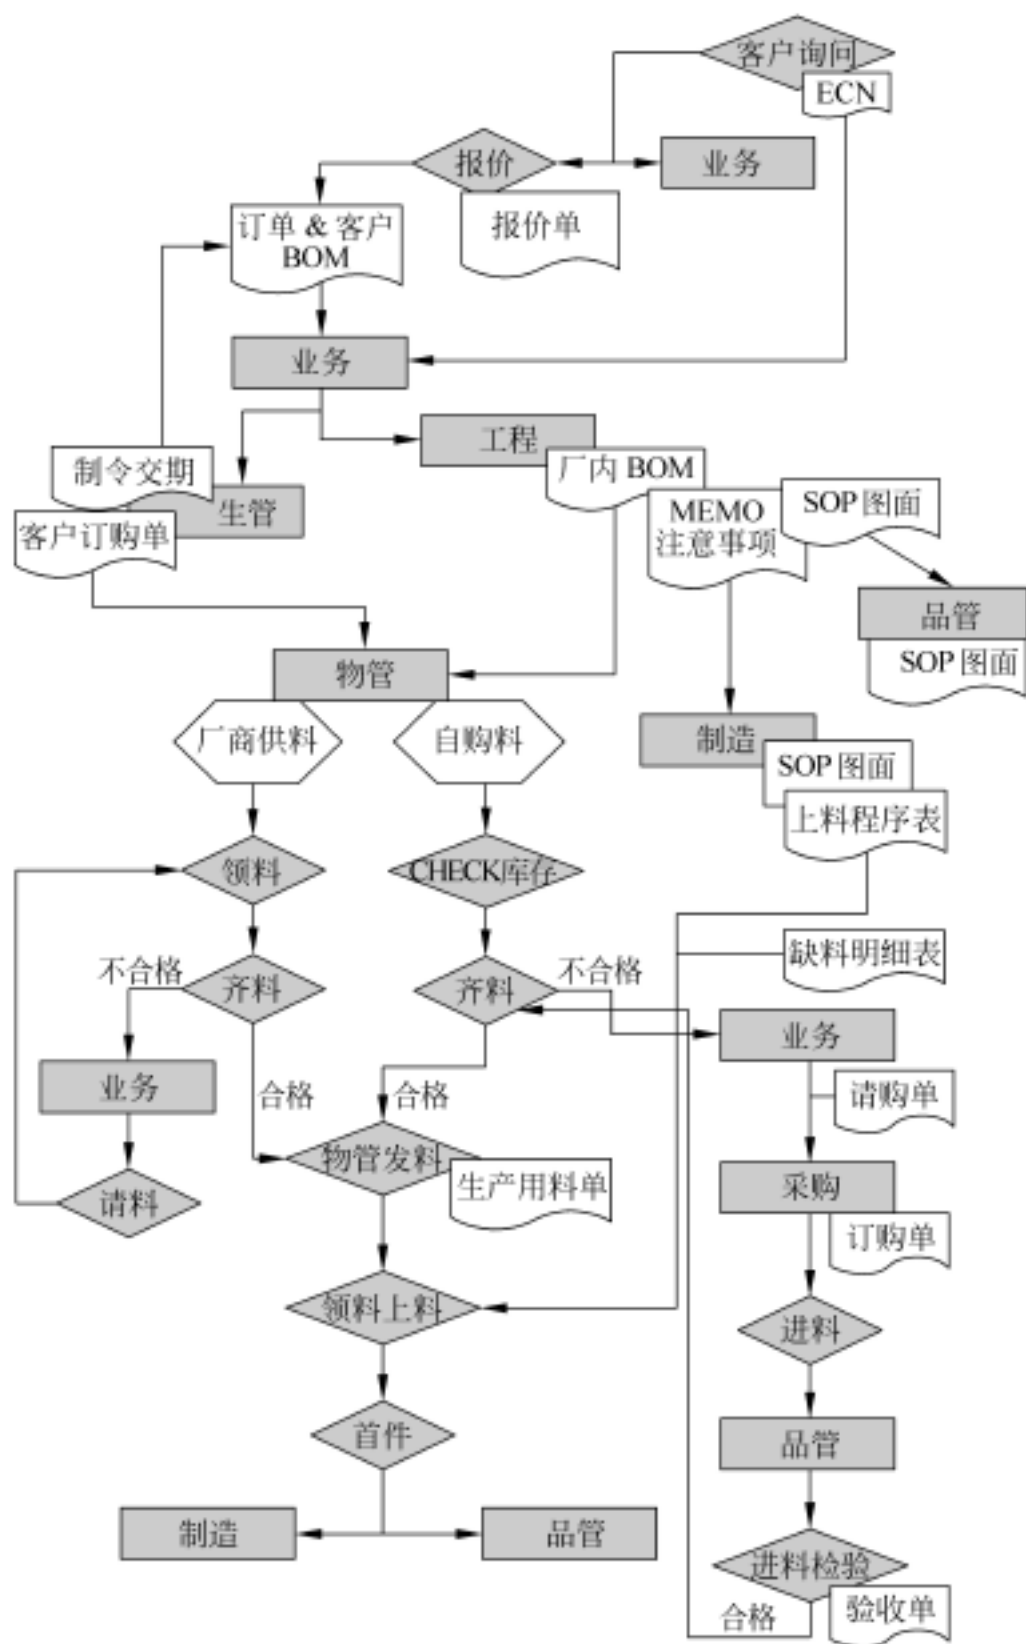 客户询问
ECN
报价
业务
报价单
订单 & 客户
BOM
业务
工程
制令交期
厂内 BOM
生管
MEMO
注意事项
SOP 图面
客户订购单
品管
SOP 图面
物管
厂商供料
自购料
制造
SOP 图面
上料程序表
领料
CHECK库存
不合格
齐料
齐料
不合格
缺料明细表
业务
业务
合格
合格
请购单
物管发料
生产用料单
请料
采购
订购单
领料上料
进料
首件
品管
制造
品管
进料检验
合格
验收单